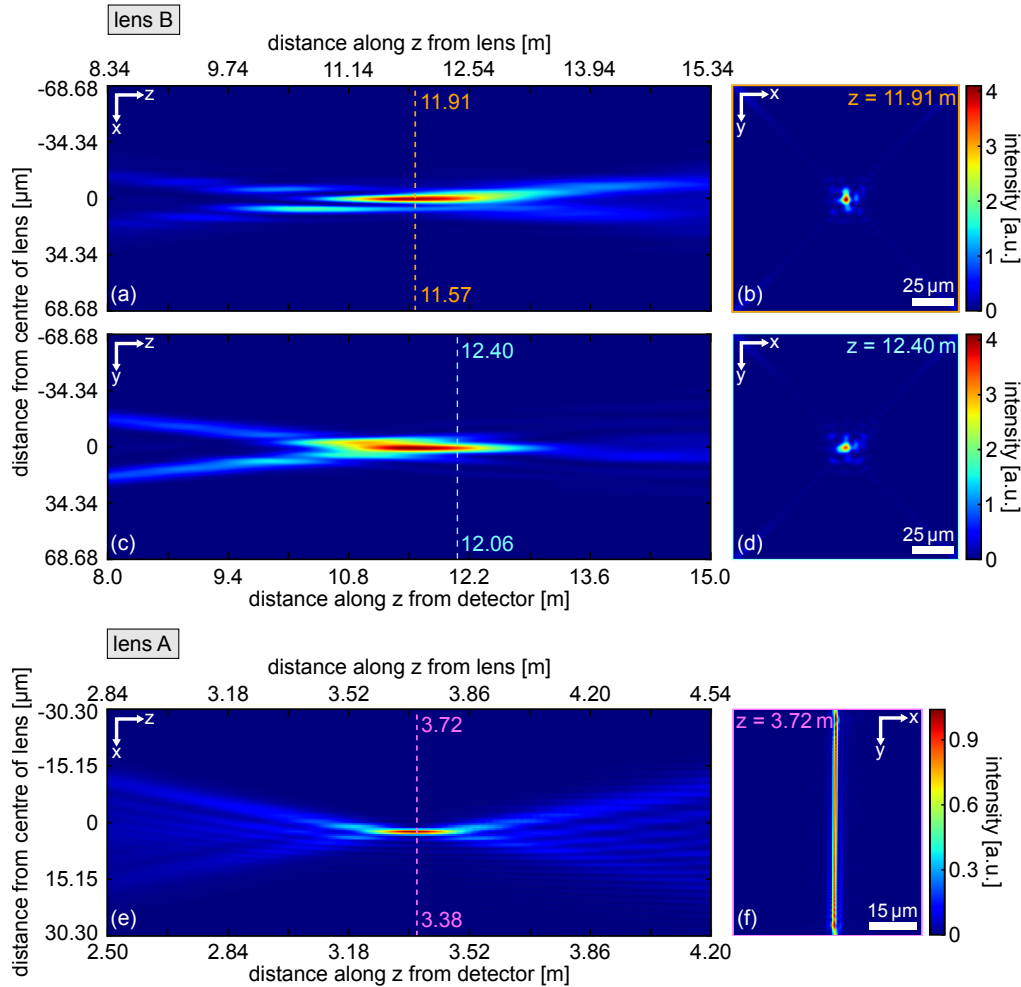 lens B
distance along z from lens [m]
8.34 9.74 11.14 12.54 13.94 15.34
distance from centre of lens [µm]
-68.68
-34.34
0
34.34
68.68
z
x
11.91
11.57
(a)
x
y
z = 11.91 m
25 µm
(b)
4
3
2
1
0
intensity [a.u.]
-68.68
-34.34
0
34.34
68.68
z
y
12.40
12.06
(c)
8.0 9.4 10.8 12.2 13.6 15.0
distance along z from detector [m]
x
y
z = 12.40 m
25 µm
(d)
4
3
2
1
0
intensity [a.u.]
lens A
distance along z from lens [m]
2.84 3.18 3.52 3.86 4.20 4.54
distance from centre of lens [µm]
-30.30
-15.15
0
15.15
30.30
z
x
3.72
3.38
(e)
2.50 2.84 3.18 3.52 3.86 4.20
distance along z from detector [m]
z = 3.72 m
x
y
15 µm
(f)
0.9
0.6
0.3
0
intensity [a.u.]